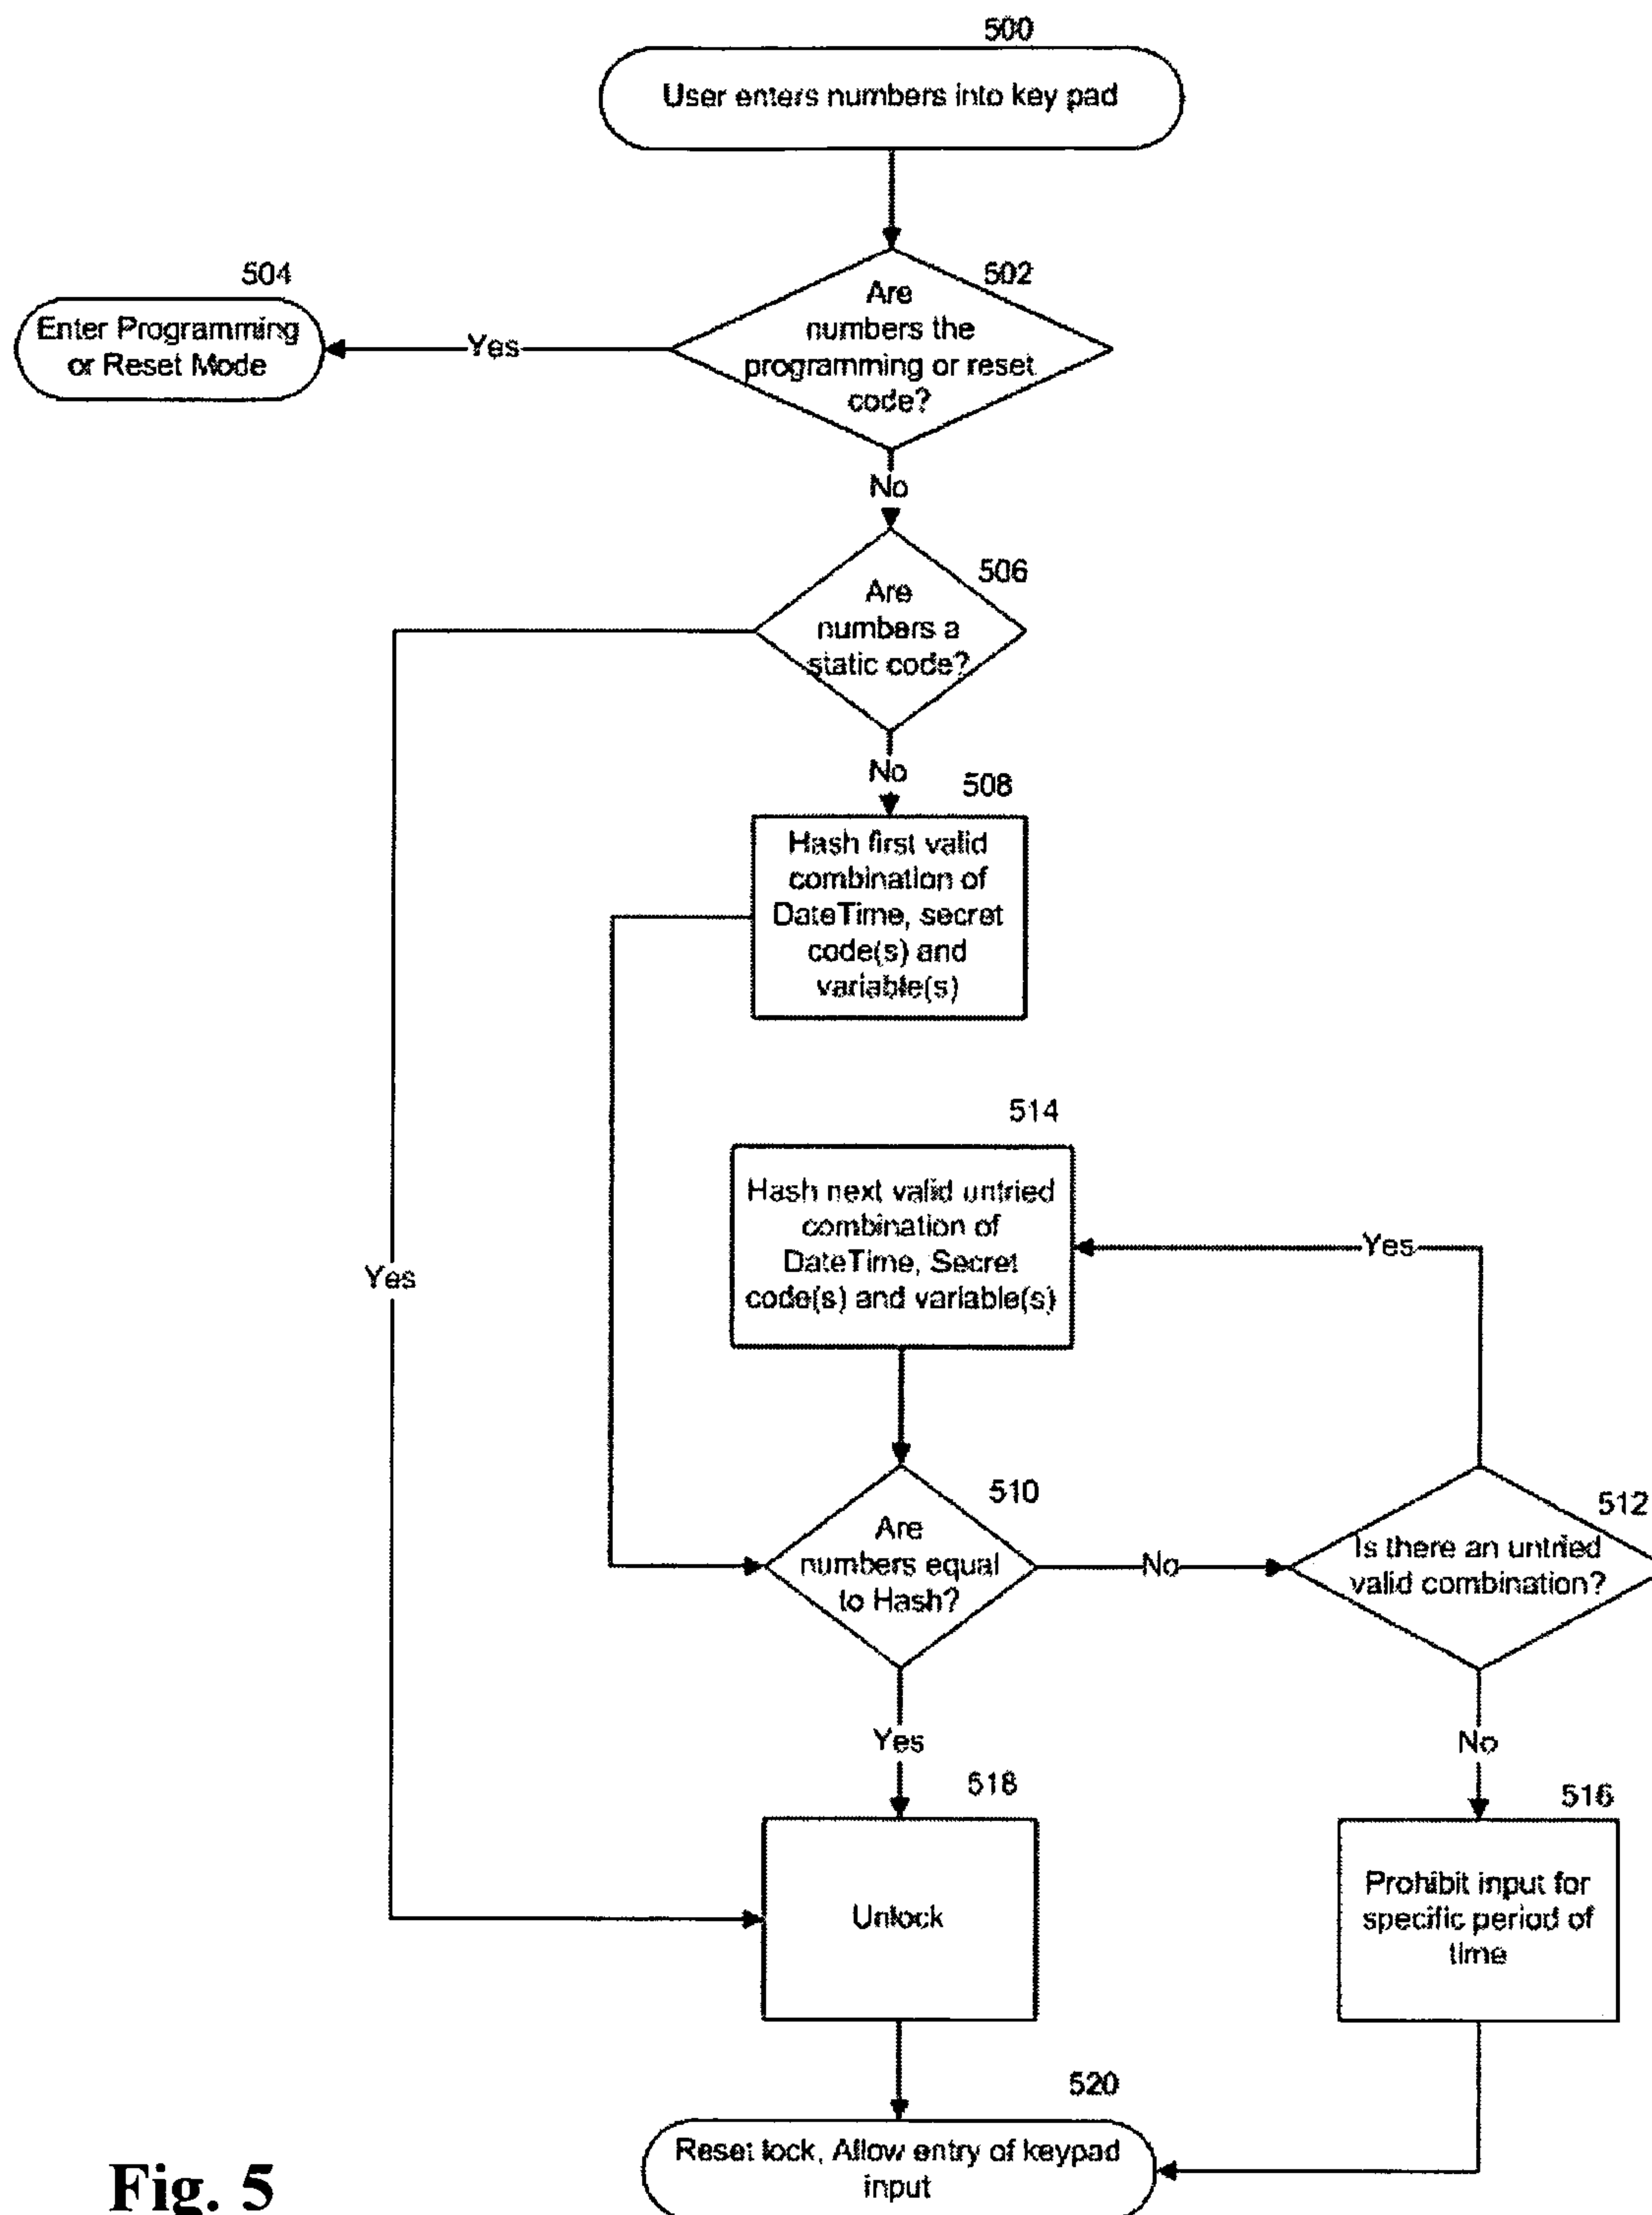 500
User enters numbers into key pad
504
Enter Programming
or Reset Mode
Yes
502
Are
numbers the
programming or reset
code?
No
506
Are
numbers a
static code?
No
508
Hash first valid
combination of
DateTime, secret
code(s) and
variable(s)
514
Hash next valid untried
combination of
DateTime, Secret
code(s) and variable(s)
Yes
Yes
510
Are
numbers equal
to Hash?
No
512
Is there an untried
valid combination?
Yes
No
518
Unlock
516
Prohibit input for
specific period of
time
520
Reset lock, Allow entry of keypad
input
Fig. 5